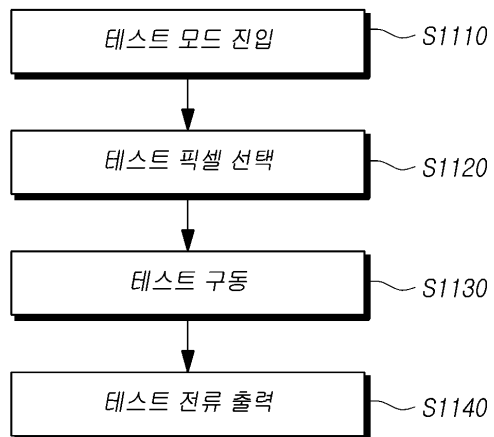 테스트 모드 진입
S1110
테스트 픽셀 선택
S1120
테스트 구동
S1130
테스트 전류 출력
S1140